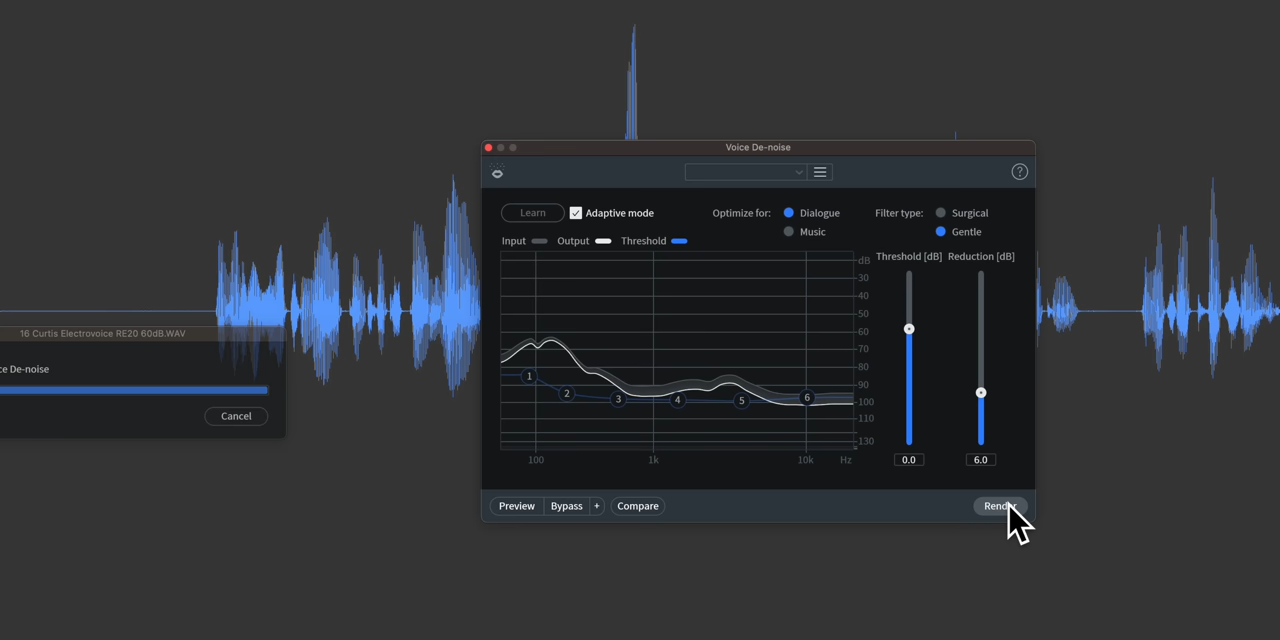 Voice De-noise
?
Learn
Adaptive mode
Optimize for:
Dialogue
Music
Filter type:
Surgical
Gentle
Input
Output
Threshold
Threshold [dB]
Reduction [dB]
dB
30
40
50
60
70
80
90
100
110
130
1
2
3
4
5
6
100
1k
10k
Hz
0.0
6.0
16 Curtis Electrovoice RE20 60dB.WAV
ce De-noise
Cancel
Preview
Bypass
+
Compare
Render